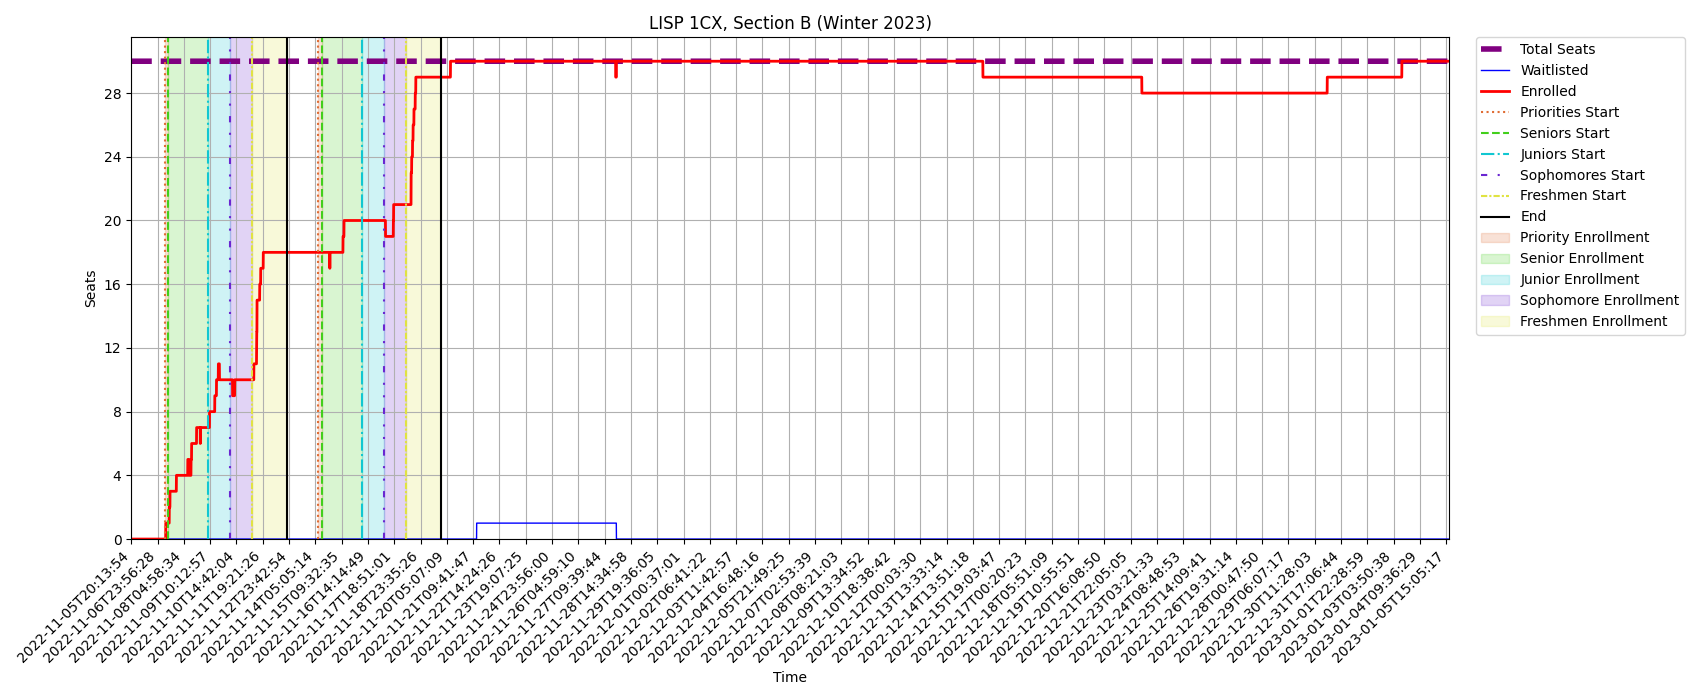 LISP 1CX, Section B (Winter 2023)
Total Seats
Waitlisted
Enrolled
Priorities Start
Seniors Start
Juniors Start
Sophomores Start
Freshmen Start
End
Priority Enrollment
Senior Enrollment
Junior Enrollment
Sophomore Enrollment
Freshmen Enrollment
Seats
28
24
20
16
12
8
4
0
2022-11-05T20:13:54
2022-11-06T23:56:28
2022-11-08T04:58:34
2022-11-09T10:12:57
2022-11-10T14:42:04
2022-11-11T19:21:26
2022-11-12T23:42:54
2022-11-14T05:05:14
2022-11-15T09:32:35
2022-11-16T14:14:49
2022-11-17T18:51:01
2022-11-18T23:35:26
2022-11-20T05:07:09
2022-11-21T09:41:47
2022-11-22T14:24:26
2022-11-23T19:07:25
2022-11-24T23:56:00
2022-11-26T04:59:10
2022-11-27T09:39:44
2022-11-28T14:34:58
2022-11-29T19:36:05
2022-12-01T00:37:01
2022-12-02T06:41:22
2022-12-03T11:42:57
2022-12-04T16:48:16
2022-12-05T21:49:25
2022-12-07T02:53:39
2022-12-08T08:21:03
2022-12-09T13:34:52
2022-12-10T18:38:42
2022-12-12T00:03:30
2022-12-13T13:33:14
2022-12-14T13:51:18
2022-12-15T19:03:47
2022-12-17T00:20:23
2022-12-18T05:51:09
2022-12-19T10:55:51
2022-12-20T16:08:50
2022-12-21T22:05:05
2022-12-23T03:21:33
2022-12-24T08:48:53
2022-12-25T14:09:41
2022-12-26T19:31:14
2022-12-28T00:47:50
2022-12-29T06:07:17
2022-12-30T11:28:03
2022-12-31T17:06:44
2023-01-01T22:28:59
2023-01-03T03:50:38
2023-01-04T09:36:29
2023-01-05T15:05:17
Time